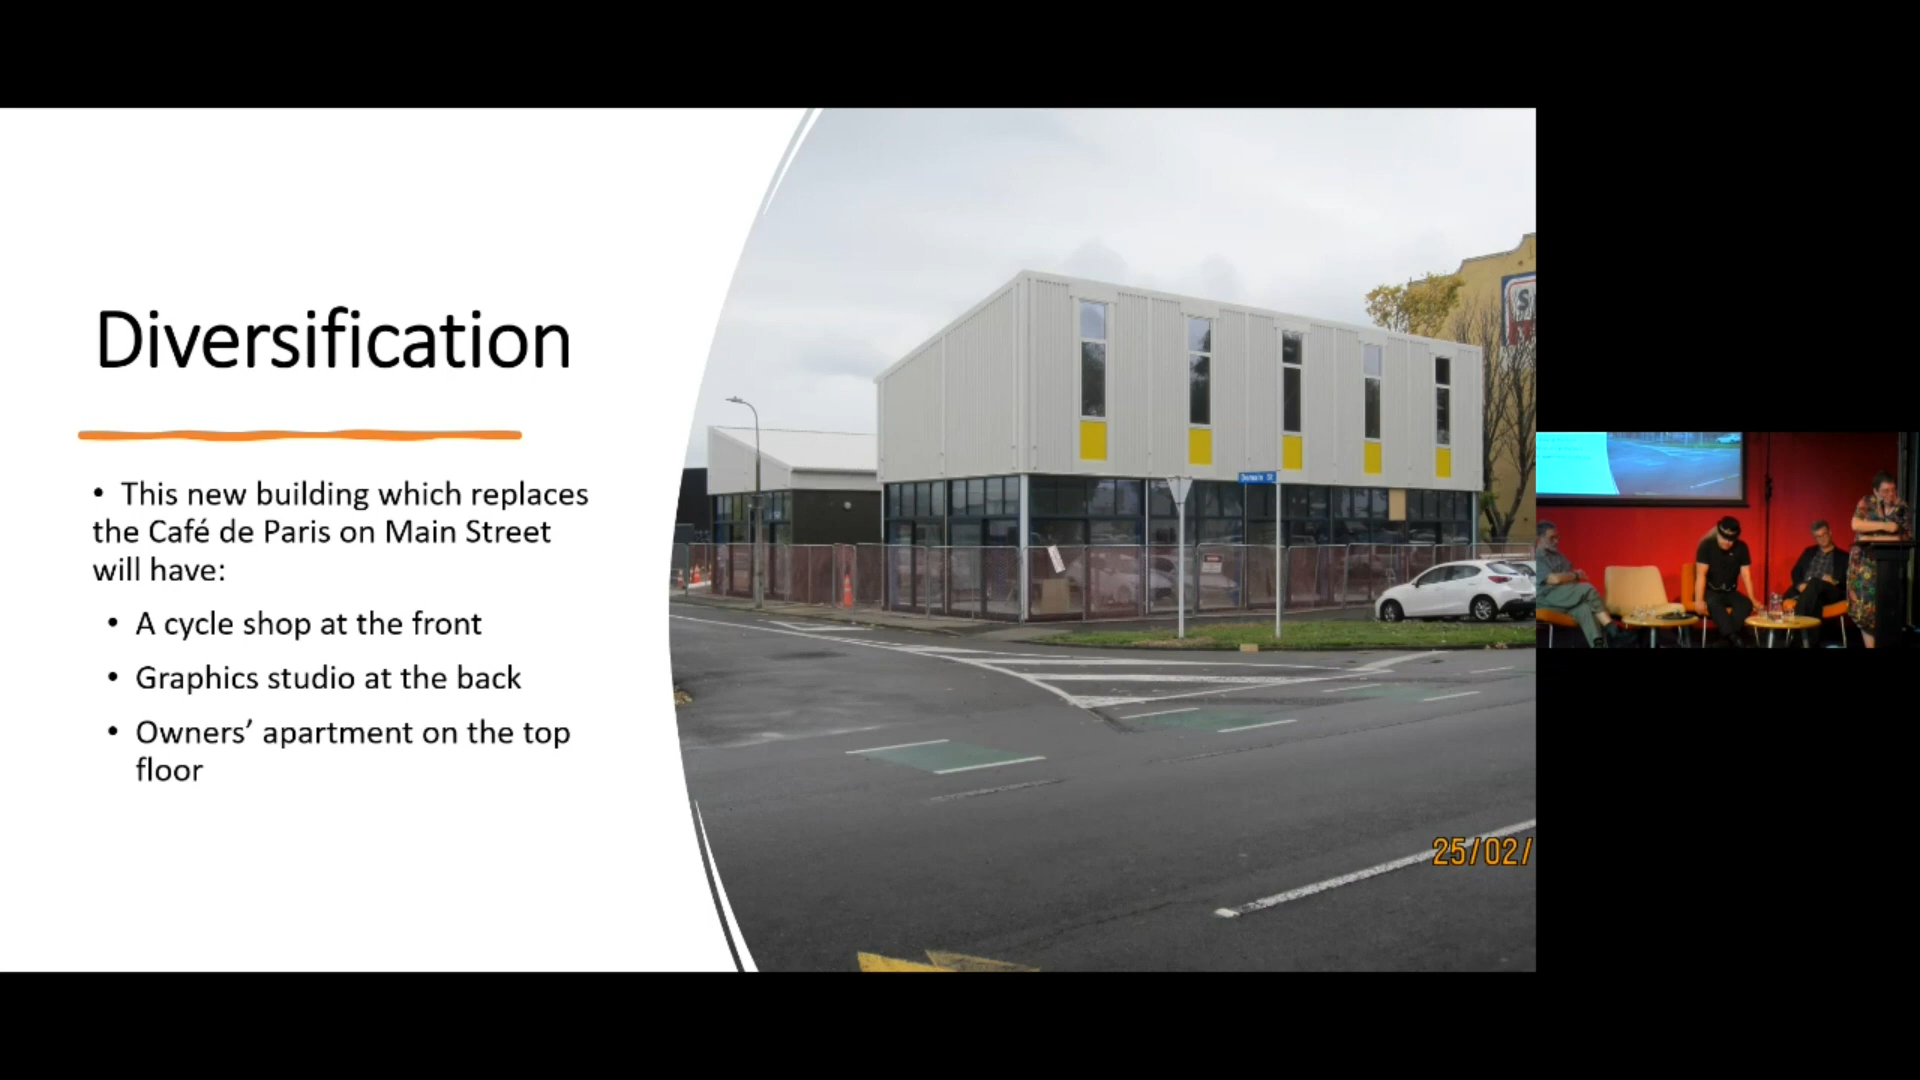 Diversification
• This new building which replaces
the Café de Paris on Main Street
will have:
• A cycle shop at the front
• Graphics studio at the back
• Owners’ apartment on the top
floor
25/02/